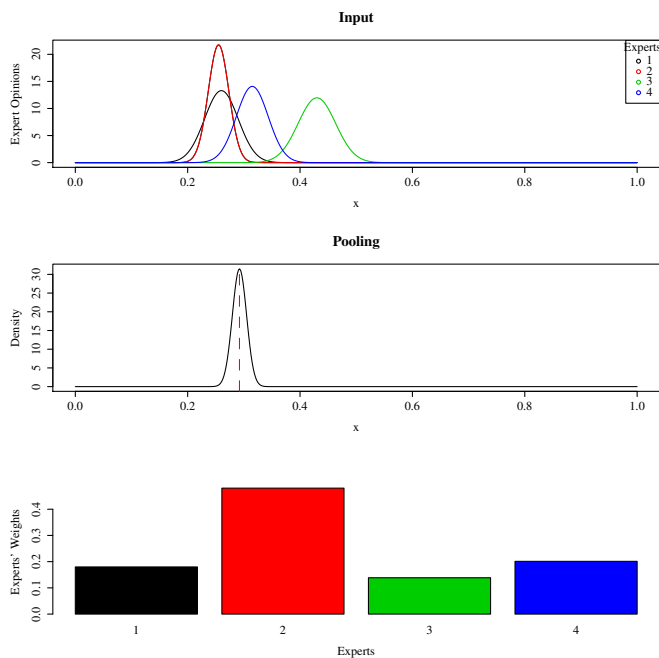 Input
Expert Opinions
0 5 10 15 20
Experts
1
2
3
4
0.0 0.2 0.4 0.6 0.8 1.0
x
Pooling
Density
0 5 10 15 20 25 30
0.0 0.2 0.4 0.6 0.8 1.0
x
Experts' Weights
0.0 0.1 0.2 0.3 0.4
1 2 3 4
Experts